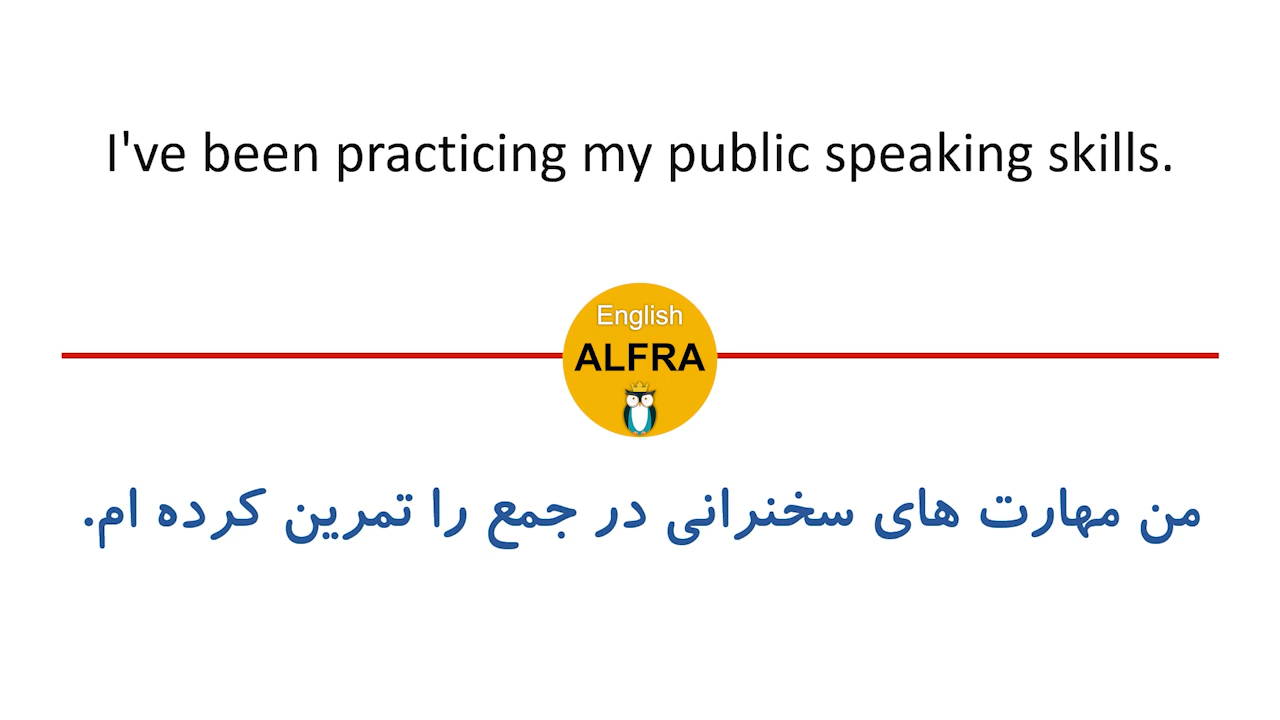 I've been practicing my public speaking skills.
English
ALFRA
من مهارت های سخنرانی در جمع را تمرین کرده ام.